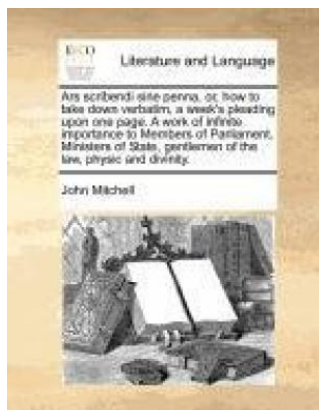 ECCO
Literature and Language
Ars scribendi sine penna, or, how to
take down verbatim, a week's pleading
upon one page. A work of infinite
importance to Members of Parliament,
Ministers of State, gentlemen of the
law, physic and divinity.
John Mitchell